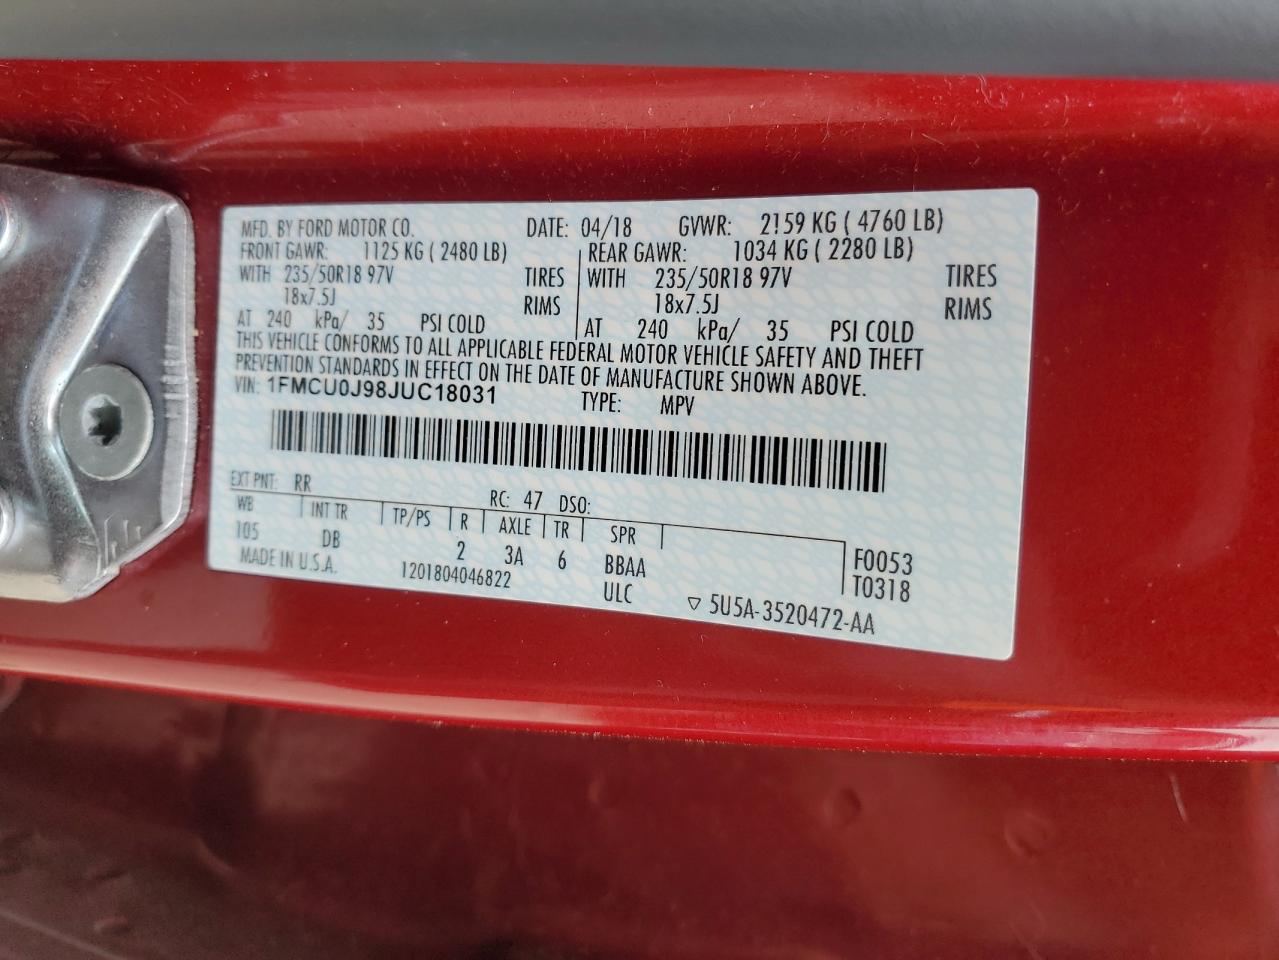 MFD. BY FORD MOTOR CO. DATE: 04/18 GVWR: 2159 KG ( 4760 LB)
FRONT GAWR: 1125 KG ( 2480 LB) REAR GAWR: 1034 KG ( 2280 LB)
WITH 235/50R18 97V TIRES WITH 235/50R18 97V TIRES
18x7.5J RIMS 18x7.5J RIMS
AT 240 kPa/ 35 PSI COLD AT 240 kPa/ 35 PSI COLD
THIS VEHICLE CONFORMS TO ALL APPLICABLE FEDERAL MOTOR VEHICLE SAFETY AND THEFT
PREVENTION STANDARDS IN EFFECT ON THE DATE OF MANUFACTURE SHOWN ABOVE.
VIN: 1FMCU0J98JUC18031 TYPE: MPV
EXT PNT: RR RC: 47 DSO:
WB INT TR TP/PS R AXLE TR SPR
105 DB 2 3A 6 BBAA F0053
MADE IN U.S.A. 1201804046822 ULC T0318
▽ 5U5A-3520472-AA